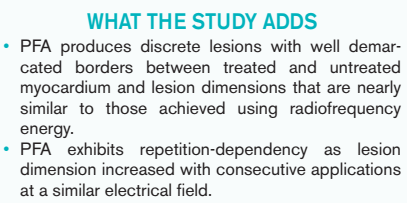 WHAT THE STUDY ADDS
• PFA produces discrete lesions with well demar-
cated borders between treated and untreated
myocardium and lesion dimensions that are nearly
similar to those achieved using radiofrequency
energy.
• PFA exhibits repetition-dependency as lesion
dimension increased with consecutive applications
at a similar electrical field.